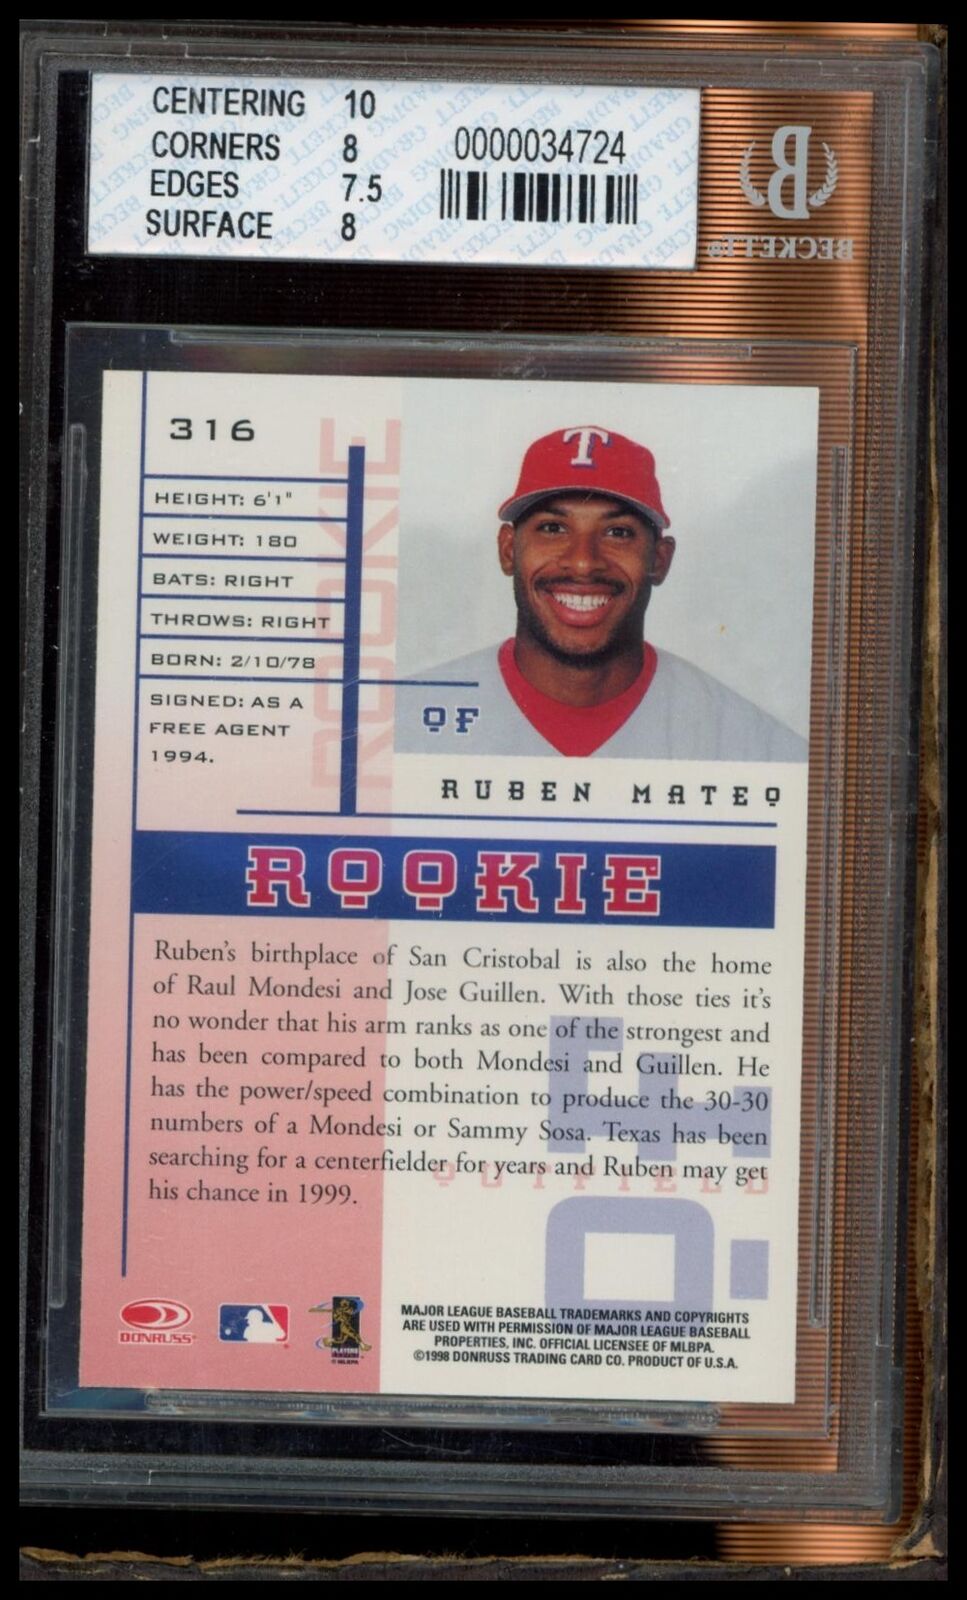 CENTERING 10
CORNERS 8
EDGES 7.5
SURFACE 8
0000034724
BECKETT®
316
HEIGHT: 6'1"
WEIGHT: 180
BATS: RIGHT
THROWS: RIGHT
BORN: 2/10/78
SIGNED: AS A
FREE AGENT
1994.
ROOKIE
T
OF
RUBEN MATEO
ROOKIE
Ruben's birthplace of San Cristobal is also the home
of Raul Mondesi and Jose Guillen. With those ties it's
no wonder that his arm ranks as one of the strongest and
has been compared to both Mondesi and Guillen. He
has the power/speed combination to produce the 30-30
numbers of a Mondesi or Sammy Sosa. Texas has been
searching for a centerfielder for years and Ruben may get
his chance in 1999.
OUTFIELD
DONRUSS
MAJOR LEAGUE BASEBALL TRADEMARKS AND COPYRIGHTS
ARE USED WITH PERMISSION OF MAJOR LEAGUE BASEBALL
PROPERTIES, INC. OFFICIAL LICENSEE OF MLBPA.
©1998 DONRUSS TRADING CARD CO. PRODUCT OF U.S.A.